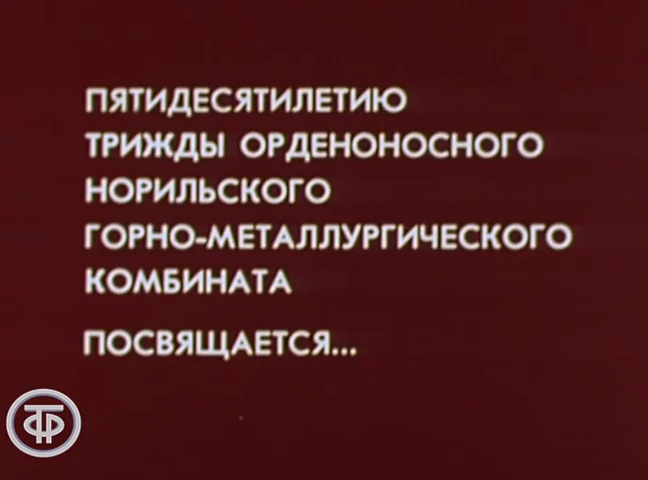 ПЯТИДЕСЯТИЛЕТИЮ
ТРИЖДЫ ОРДЕНОНОСНОГО
НОРИЛЬСКОГО
ГОРНО-МЕТАЛЛУРГИЧЕСКОГО
КОМБИНАТА
ПОСВЯЩАЕТСЯ...